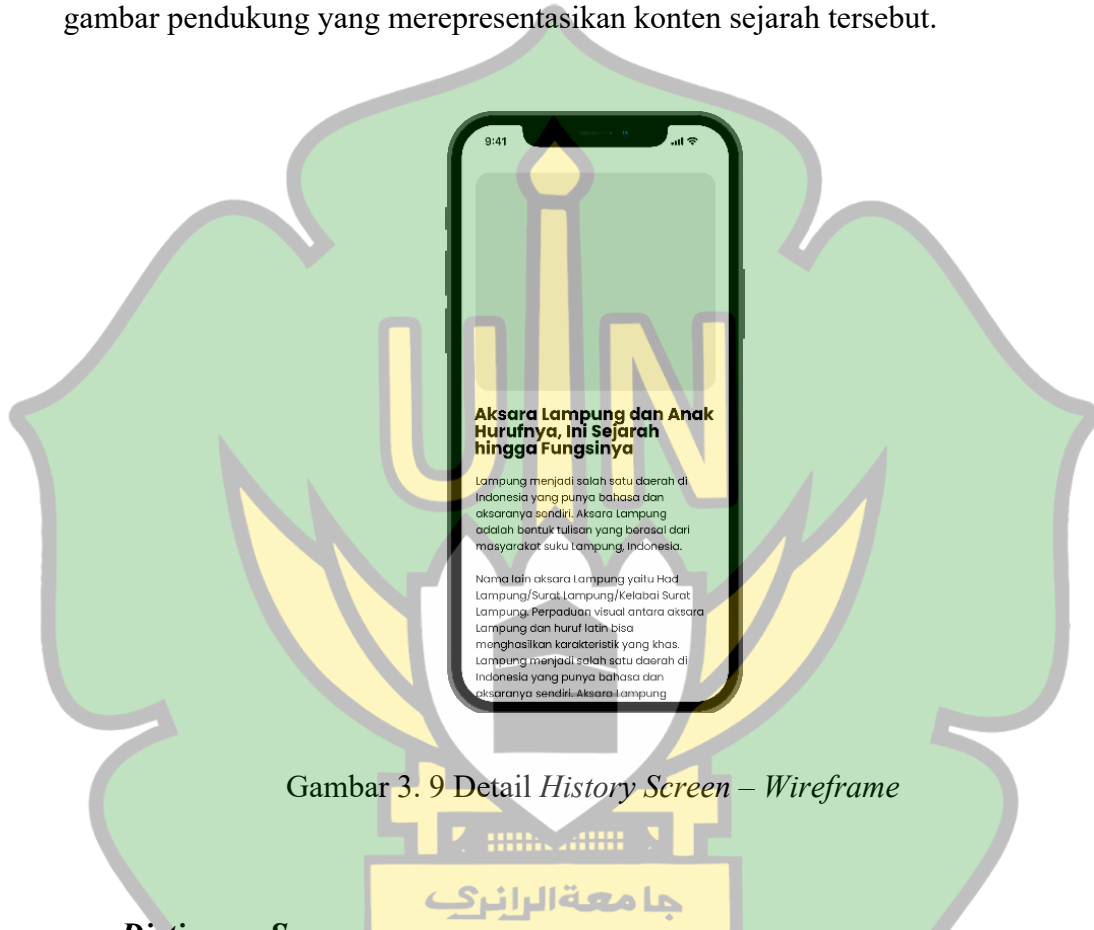 gambar pendukung yang merepresentasikan konten sejarah tersebut.
9:41
UIN
Aksara Lampung dan Anak
Hurufnya, Ini Sejarah
hingga Fungsinya
Lampung menjadi salah satu daerah di
Indonesia yang punya bahasa dan
aksaranya sendiri. Aksara Lampung
adalah bentuk tulisan yang berasal dari
masyarakat suku Lampung, Indonesia.
Nama lain aksara Lampung yaitu Had
Lampung/Surat Lampung/Kelabai Surat
Lampung. Perpaduan visual antara aksara
Lampung dan huruf latin bisa
menghasilkan karakteristik yang khas.
Lampung menjadi salah satu daerah di
Indonesia yang punya bahasa dan
aksaranya sendiri. Aksara Lampung
Gambar 3. 9 Detail History Screen – Wireframe
جامعة الرانري